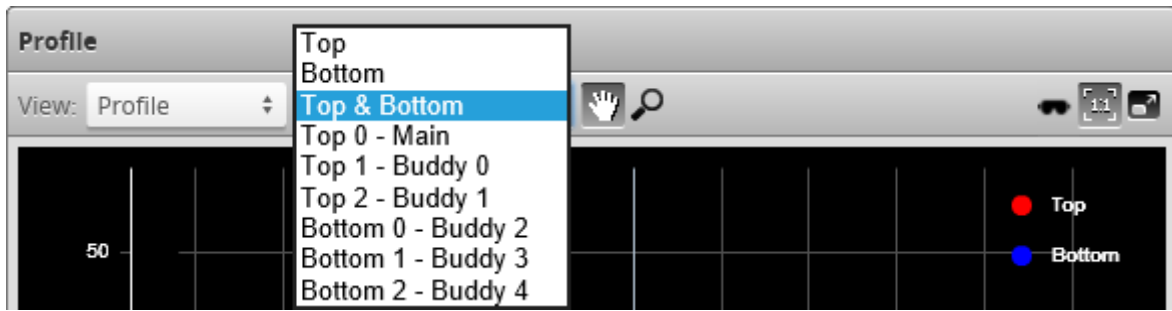 Profile
Top
Bottom
View: Profile
Top & Bottom
1:1
Top 0 - Main
Top 1 - Buddy 0
Top 2 - Buddy 1
Bottom 0 - Buddy 2
Bottom 1 - Buddy 3
Bottom 2 - Buddy 4
Top
50
Bottom